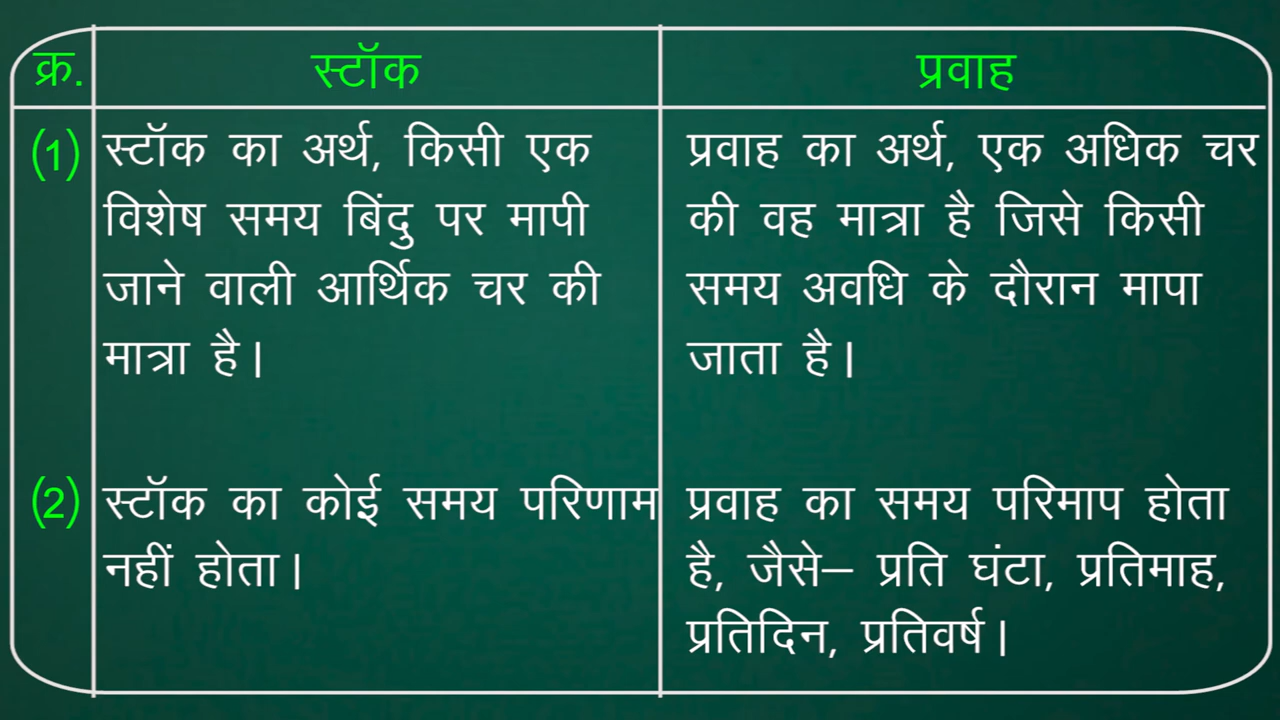 क्र. स्टॉक प्रवाह
(1) स्टॉक का अर्थ, किसी एक
विशेष समय बिंदु पर मापी
जाने वाली आर्थिक चर की
मात्रा है।
प्रवाह का अर्थ, एक अधिक चर
की वह मात्रा है जिसे किसी
समय अवधि के दौरान मापा
जाता है।
(2) स्टॉक का कोई समय परिणाम
नहीं होता।
प्रवाह का समय परिमाप होता
है, जैसे– प्रति घंटा, प्रतिमाह,
प्रतिदिन, प्रतिवर्ष।